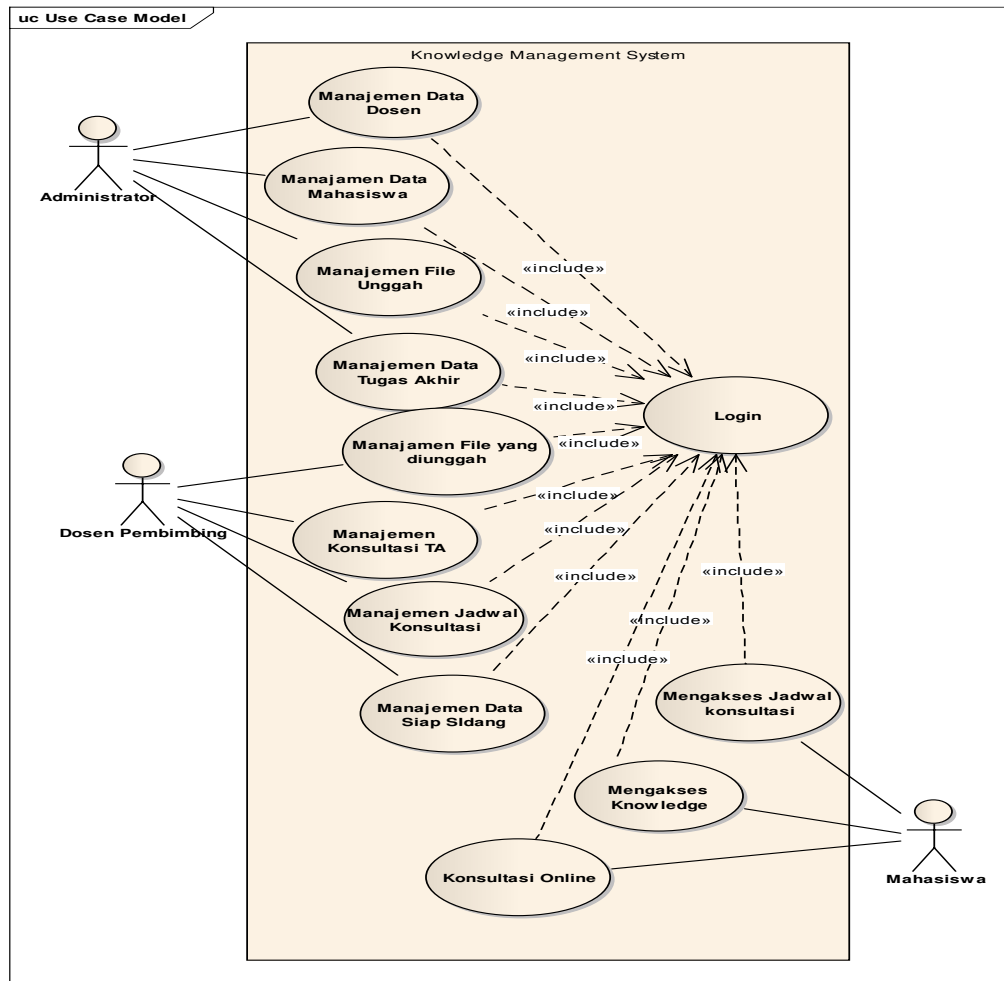 uc Use Case Model
Knowledge Management System
Manajemen Data
Dosen
Manajamen Data
Mahasiswa
Administrator
Manajemen File
Unggah
«include»
«include»
«include»
Manajemen Data
Tugas Akhir
«include»
Login
Manajamen File yang
diunggah
«include»
«include»
Manajemen
Konsultasi TA
Dosen Pembimbing
«include»
«include»
«include»
Manajemen Jadwal
Konsultasi
«include»
«include»
Manajemen Data
Siap SIdang
Mengakses Jadwal
konsultasi
Mengakses
Knowledge
Konsultasi Online
Mahasiswa